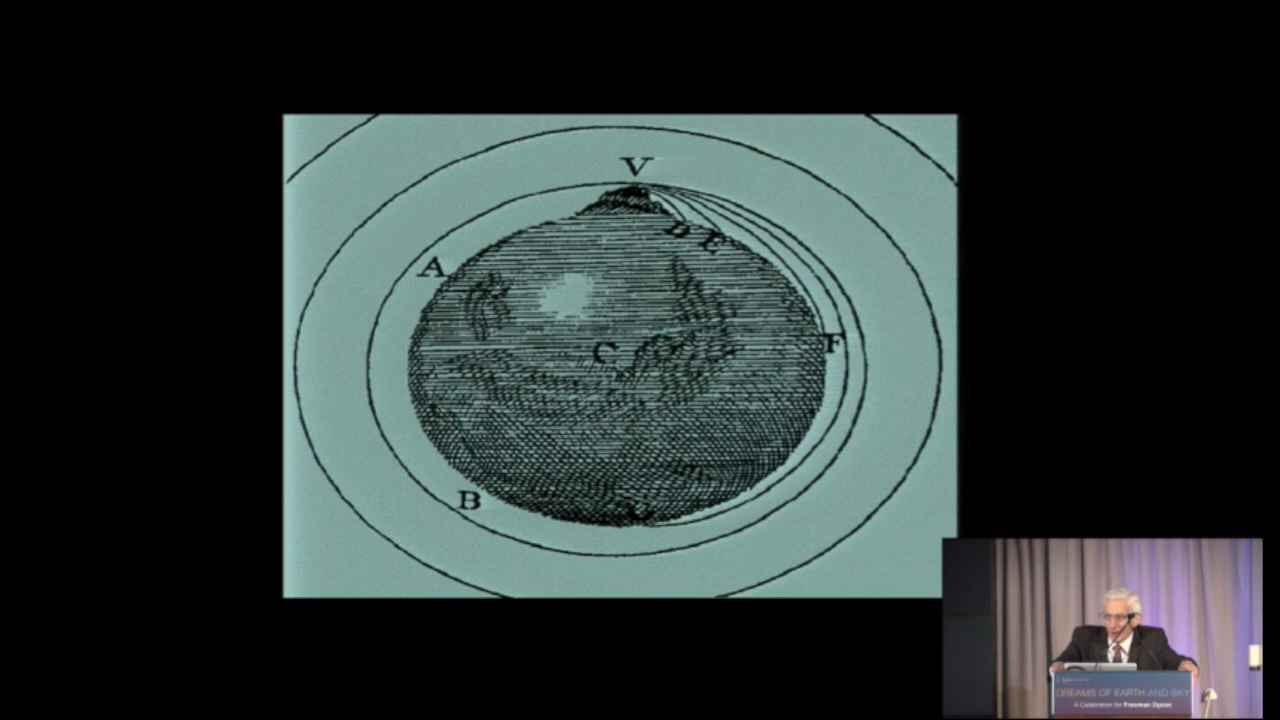 V
D E
A
F
C
G
B
DREAMS OF EARTH AND SKY
A Celebration for Freeman Dyson